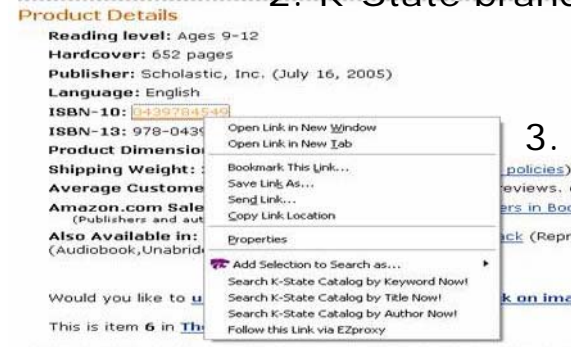 2. K-State branc
Product Details
Reading level: Ages 9-12
Hardcover: 652 pages
Publisher: Scholastic, Inc. (July 16, 2005)
Language: English
ISBN-10: 0439784549
ISBN-13: 978-0439
Product Dimensio
Shipping Weight:
policies)
Average Custome
eviews.
Amazon.com Sale
ers in Boo
(Publishers and aut
Also Available in:
ck (Repr
(Audiobook,Unabrid
Would you like to u
k on ima
This is item 6 in Th
Open Link in New Window
Open Link in New Tab
Bookmark This Link...
Save Link As...
Send Link...
Copy Link Location
Properties
Add Selection to Search as...
Search K-State Catalog by Keyword Now!
Search K-State Catalog by Title Now!
Search K-State Catalog by Author Now!
Follow this Link via EZproxy
3.